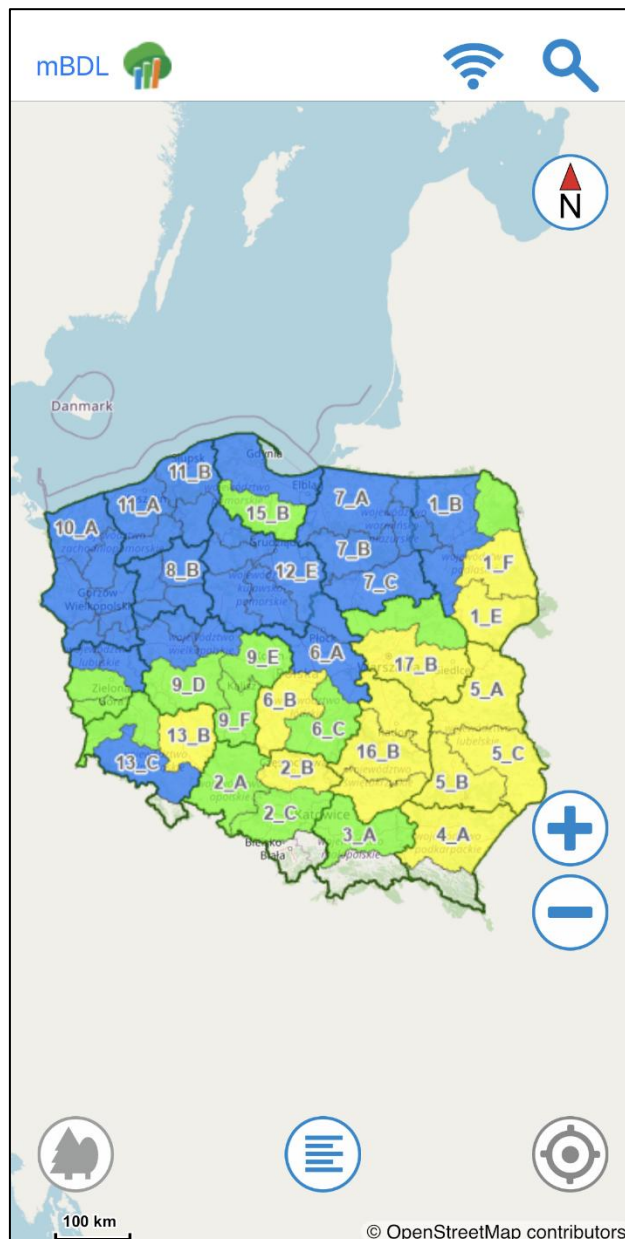 mBDL
N
Danmark
Gdynia
11_B
Elbląg
11_A
15_B
7_A
1_B
10_A
7_B
1_F
8_B
12_E
Gorzów
Wielkopolski
7_C
1_E
Płock
9_E
6_A
17_B
Siedlce
9_D
5_A
Zielona
Góra
6_B
9_F
6_C
13_B
16_B
5_C
13_C
2_B
2_A
5_B
2_C
Katowice
3_A
4_A
Bielsko-
Biała
100 km
© OpenStreetMap contributors